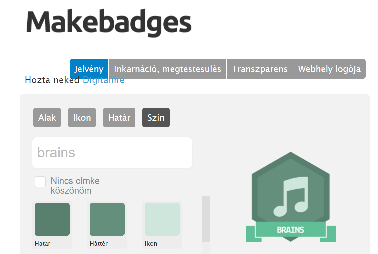 Makebadges
Jelvény Inkarnáció, megtestesülés Transzparens Webhely logója
Hozta neked Digitalme
Alak Ikon Határ Szín
brains
Nincs címke
köszönöm
Határ Háttér Ikon
BRAINS